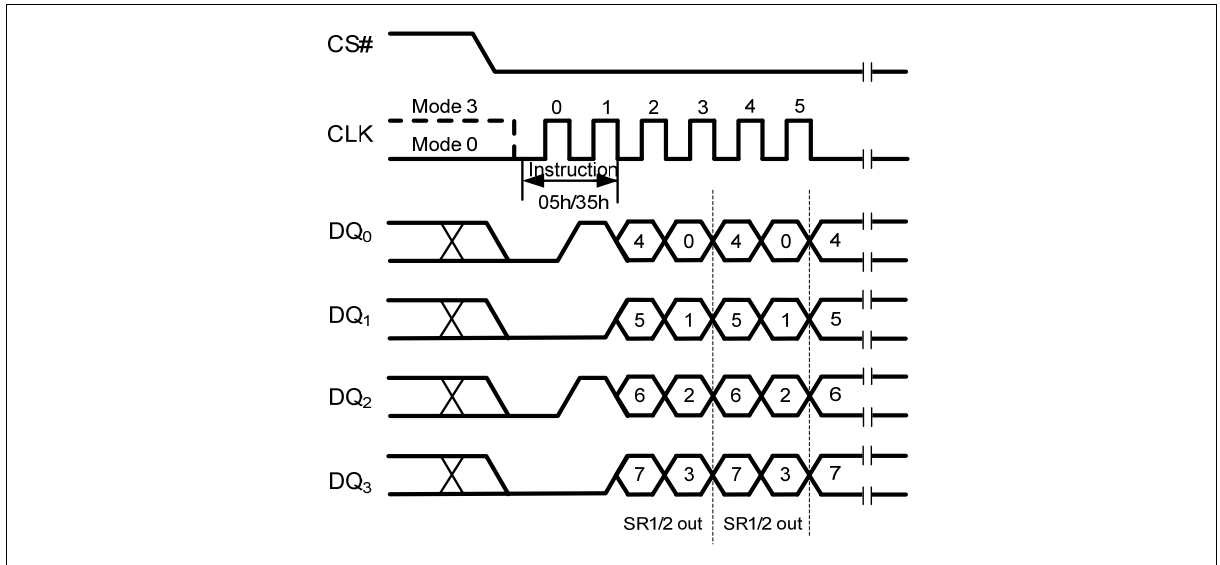 CS#
Mode 3 0 1 2 3 4 5
CLK
Mode 0
Instruction
05h/35h
DQ0 4 0 4 0 4
DQ1 5 1 5 1 5
DQ2 6 2 6 2 6
DQ3 7 3 7 3 7
SR1/2 out SR1/2 out